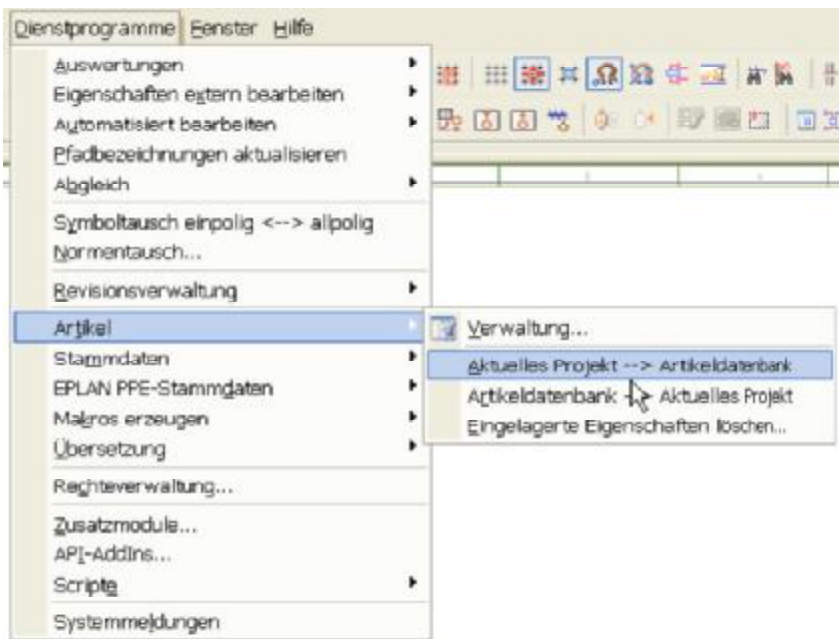 Dienstprogramme Fenster Hilfe
Auswertungen
Eigenschaften extern bearbeiten
Automatisiert bearbeiten
Pfadbezeichnungen aktualisieren
Abgleich
Symboltausch einpolig <--> allpolig
Normentausch...
Revisionsverwaltung
Artikel
Verwaltung...
Stammdaten
Aktuelles Projekt --> Artikeldatenbank
EPLAN PPE-Stammdaten
Artikeldatenbank --> Aktuelles Projekt
Makros erzeugen
Eingelagerte Eigenschaften löschen...
Übersetzung
Rechteverwaltung...
Zusatzmodule...
API-AddIns...
Scripte
Systemmeldungen